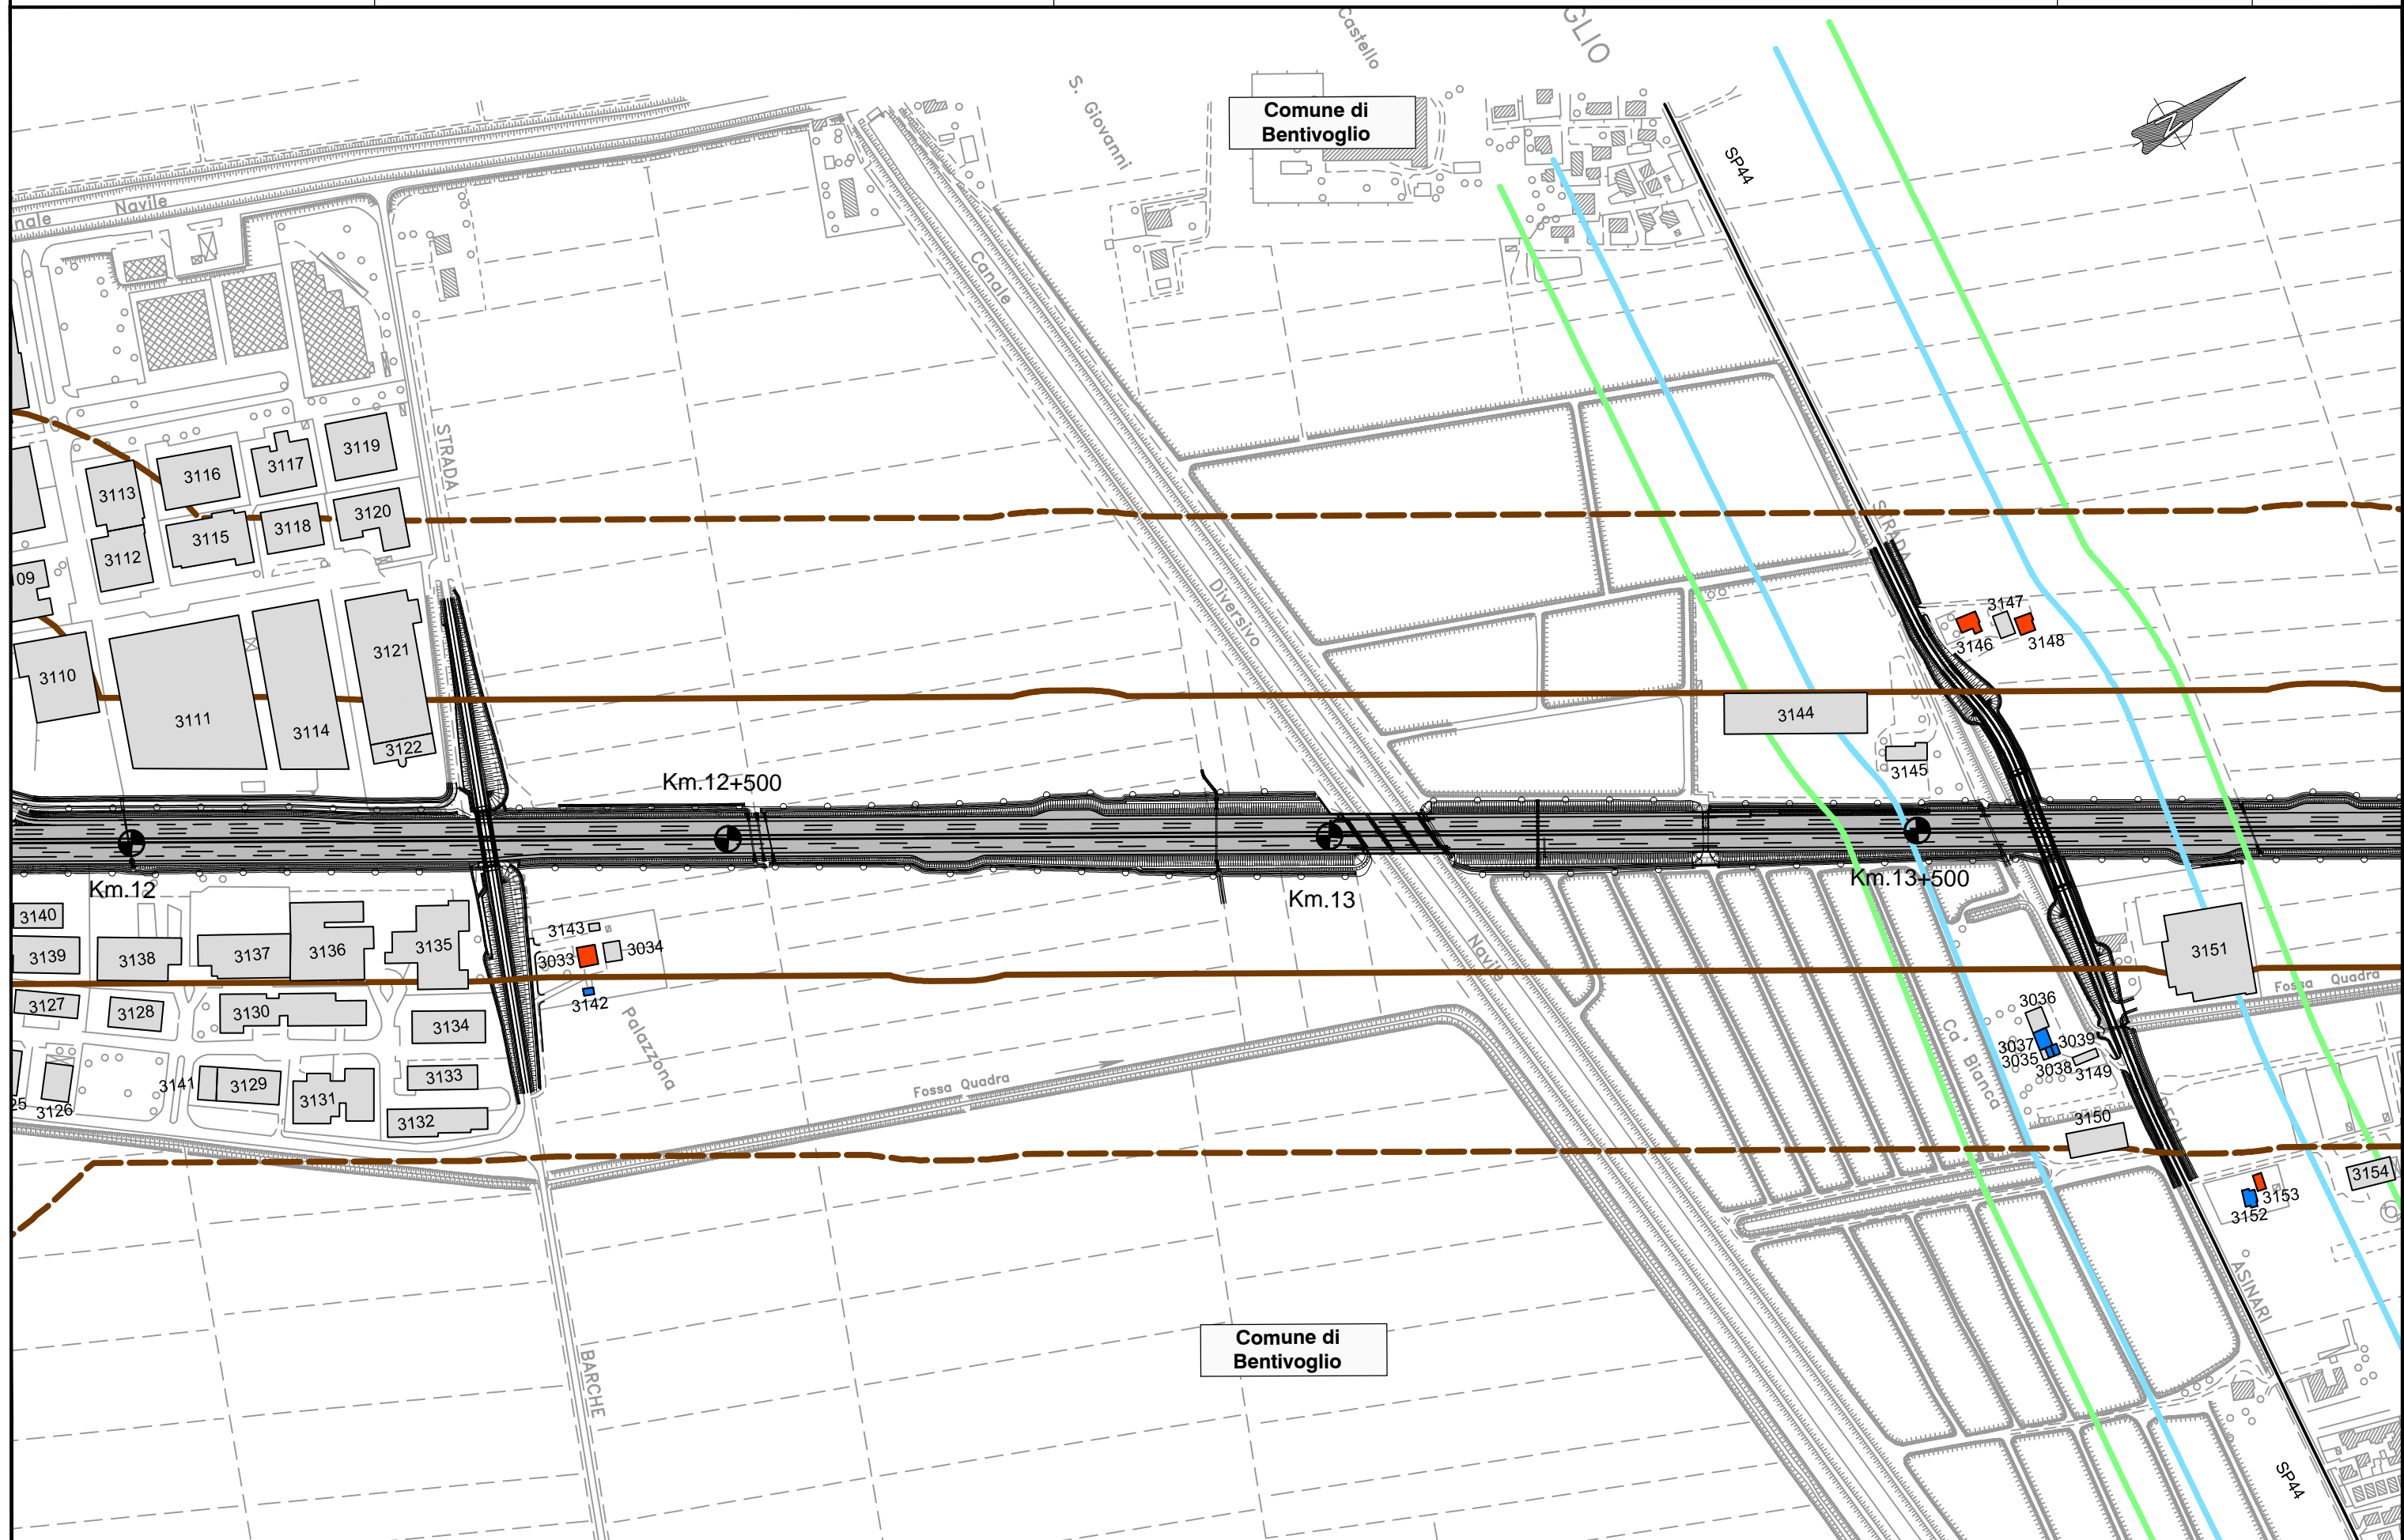 Castello
GLIO
Comune di
Bentivoglio
S. Giovanni
SP44
Z
nale
Navile
Canale
STRADA
3119
3117
3116
3113
3120
3118
3115
3112
09
STRADA
Diversivo
3147
3146
3148
3121
3110
3111
3114
3122
3144
3145
Km.12+500
Km.12
Km.13
Km.13+500
3140
3139
3138
3137
3136
3135
3143
3033
3034
3142
Navile
3151
Fossa Quadra
3127
3128
3130
3134
Palazzona
3036
3037
3039
3035
3038
3149
Ca' Bianca
3141
3129
3133
3131
3132
25
3126
Fossa Quadra
3150
3154
3153
3152
ASINARI
Comune di
Bentivoglio
BARCHE
SP44